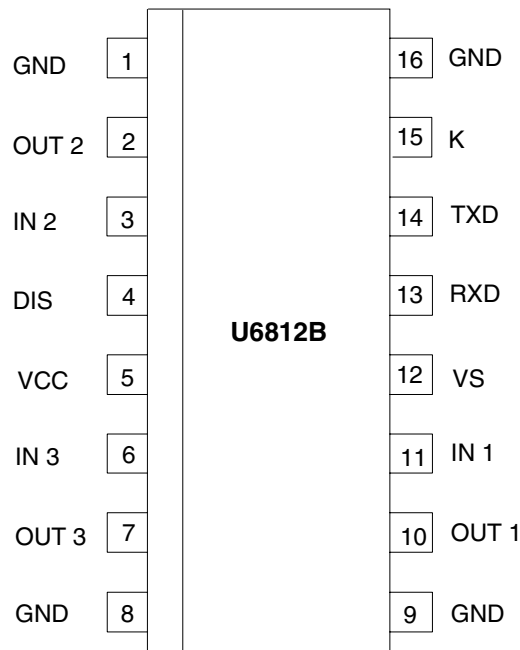 GND 1 16 GND
OUT 2 2 15 K
IN 2 3 14 TXD
DIS 4 13 RXD
U6812B
VCC 5 12 VS
IN 3 6 11 IN 1
OUT 3 7 10 OUT 1
GND 8 9 GND